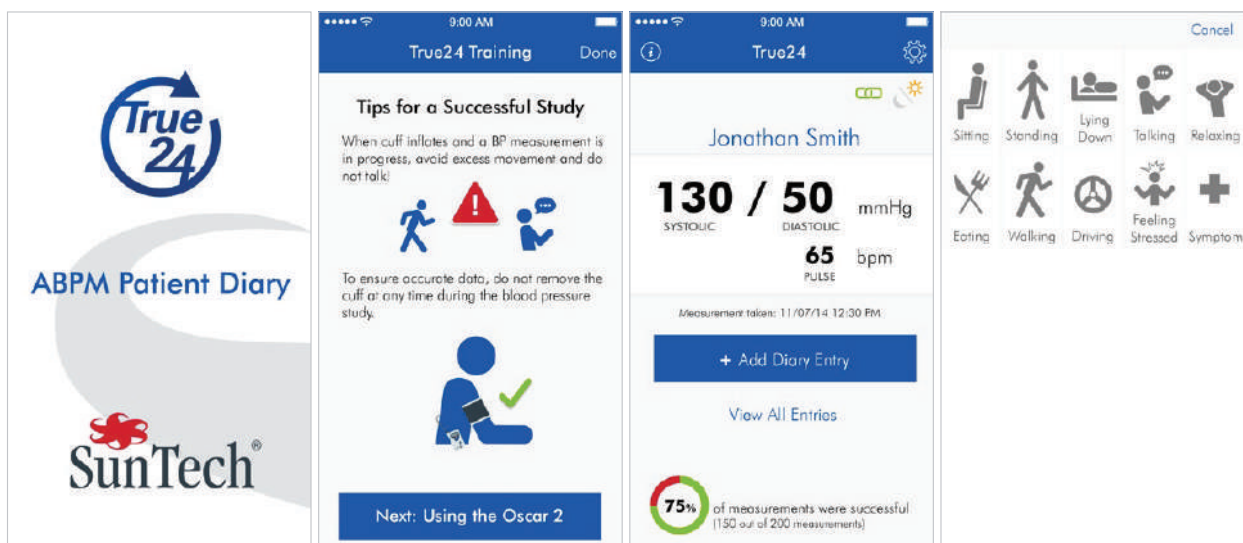 True
24
ABPM Patient Diary
SunTech®
9:00 AM
True24 Training
Done
Tips for a Successful Study
When cuff inflates and a BP measurement is
in progress, avoid excess movement and do
not talk!
!
To ensure accurate data, do not remove the
cuff at any time during the blood pressure
study.
Next: Using the Oscar 2
9:00 AM
i
True24
Jonathan Smith
130 / 50 mmHg
SYSTOLIC DIASTOLIC
65 bpm
PULSE
Measurement taken: 11/07/14 12:30 PM
+ Add Diary Entry
View All Entries
75%
of measurements were successful
(150 out of 200 measurements)
Cancel
Sitting
Standing
Lying
Down
Talking
Relaxing
Eating
Walking
Driving
Feeling
Stressed
Symptom